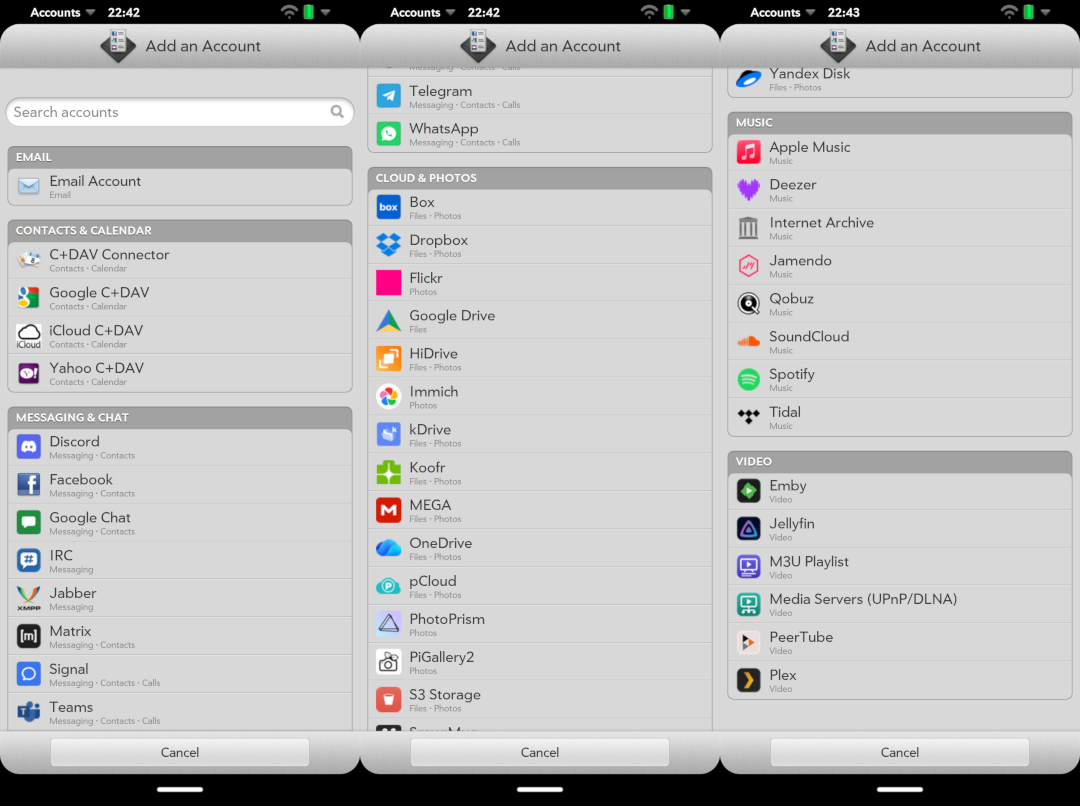 Accounts 22:42
Add an Account
Search accounts
EMAIL
Email Account
Email
CONTACTS & CALENDAR
C+DAV Connector
Contacts · Calendar
Google C+DAV
Contacts · Calendar
iCloud
iCloud C+DAV
Contacts · Calendar
Yahoo C+DAV
Contacts · Calendar
MESSAGING & CHAT
Discord
Messaging · Contacts
Facebook
Messaging · Contacts
Google Chat
Messaging · Contacts
IRC
Messaging
XMPP
Jabber
Messaging
[m]
Matrix
Messaging · Contacts
Signal
Messaging · Contacts · Calls
Teams
Messaging · Contacts · Calls
Cancel
Accounts 22:42
Add an Account
Messaging · Contacts · Calls
Telegram
Messaging · Contacts · Calls
WhatsApp
Messaging · Contacts · Calls
CLOUD & PHOTOS
box
Box
Files · Photos
Dropbox
Files · Photos
Flickr
Photos
Google Drive
Files
HiDrive
Files · Photos
Immich
Photos
kDrive
Files · Photos
Koofr
Files · Photos
MEGA
Files · Photos
OneDrive
Files · Photos
pCloud
Files · Photos
PhotoPrism
Photos
PiGallery2
Photos
S3 Storage
Files · Photos
Cancel
Accounts 22:43
Add an Account
Yandex Disk
Files · Photos
MUSIC
Apple Music
Music
Deezer
Music
Internet Archive
Music
Jamendo
Music
Qobuz
Music
SoundCloud
Music
Spotify
Music
Tidal
Music
VIDEO
Emby
Video
Jellyfin
Video
M3U Playlist
Video
Media Servers (UPnP/DLNA)
Video
PeerTube
Video
Plex
Video
Cancel